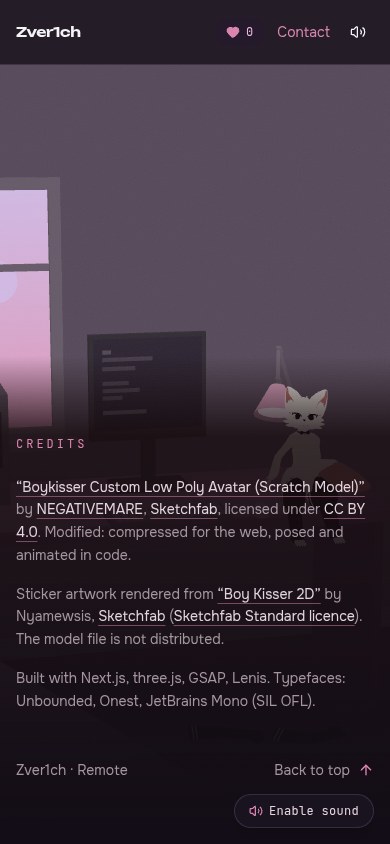 Zver1ch
0
Contact
CREDITS
“Boykisser Custom Low Poly Avatar (Scratch Model)”
by NEGATIVEMARE, Sketchfab, licensed under CC BY
4.0. Modified: compressed for the web, posed and
animated in code.
Sticker artwork rendered from “Boy Kisser 2D” by
Nyamewsis, Sketchfab (Sketchfab Standard licence).
The model file is not distributed.
Built with Next.js, three.js, GSAP, Lenis. Typefaces:
Unbounded, Onest, JetBrains Mono (SIL OFL).
Zver1ch · Remote
Back to top ↑
Enable sound